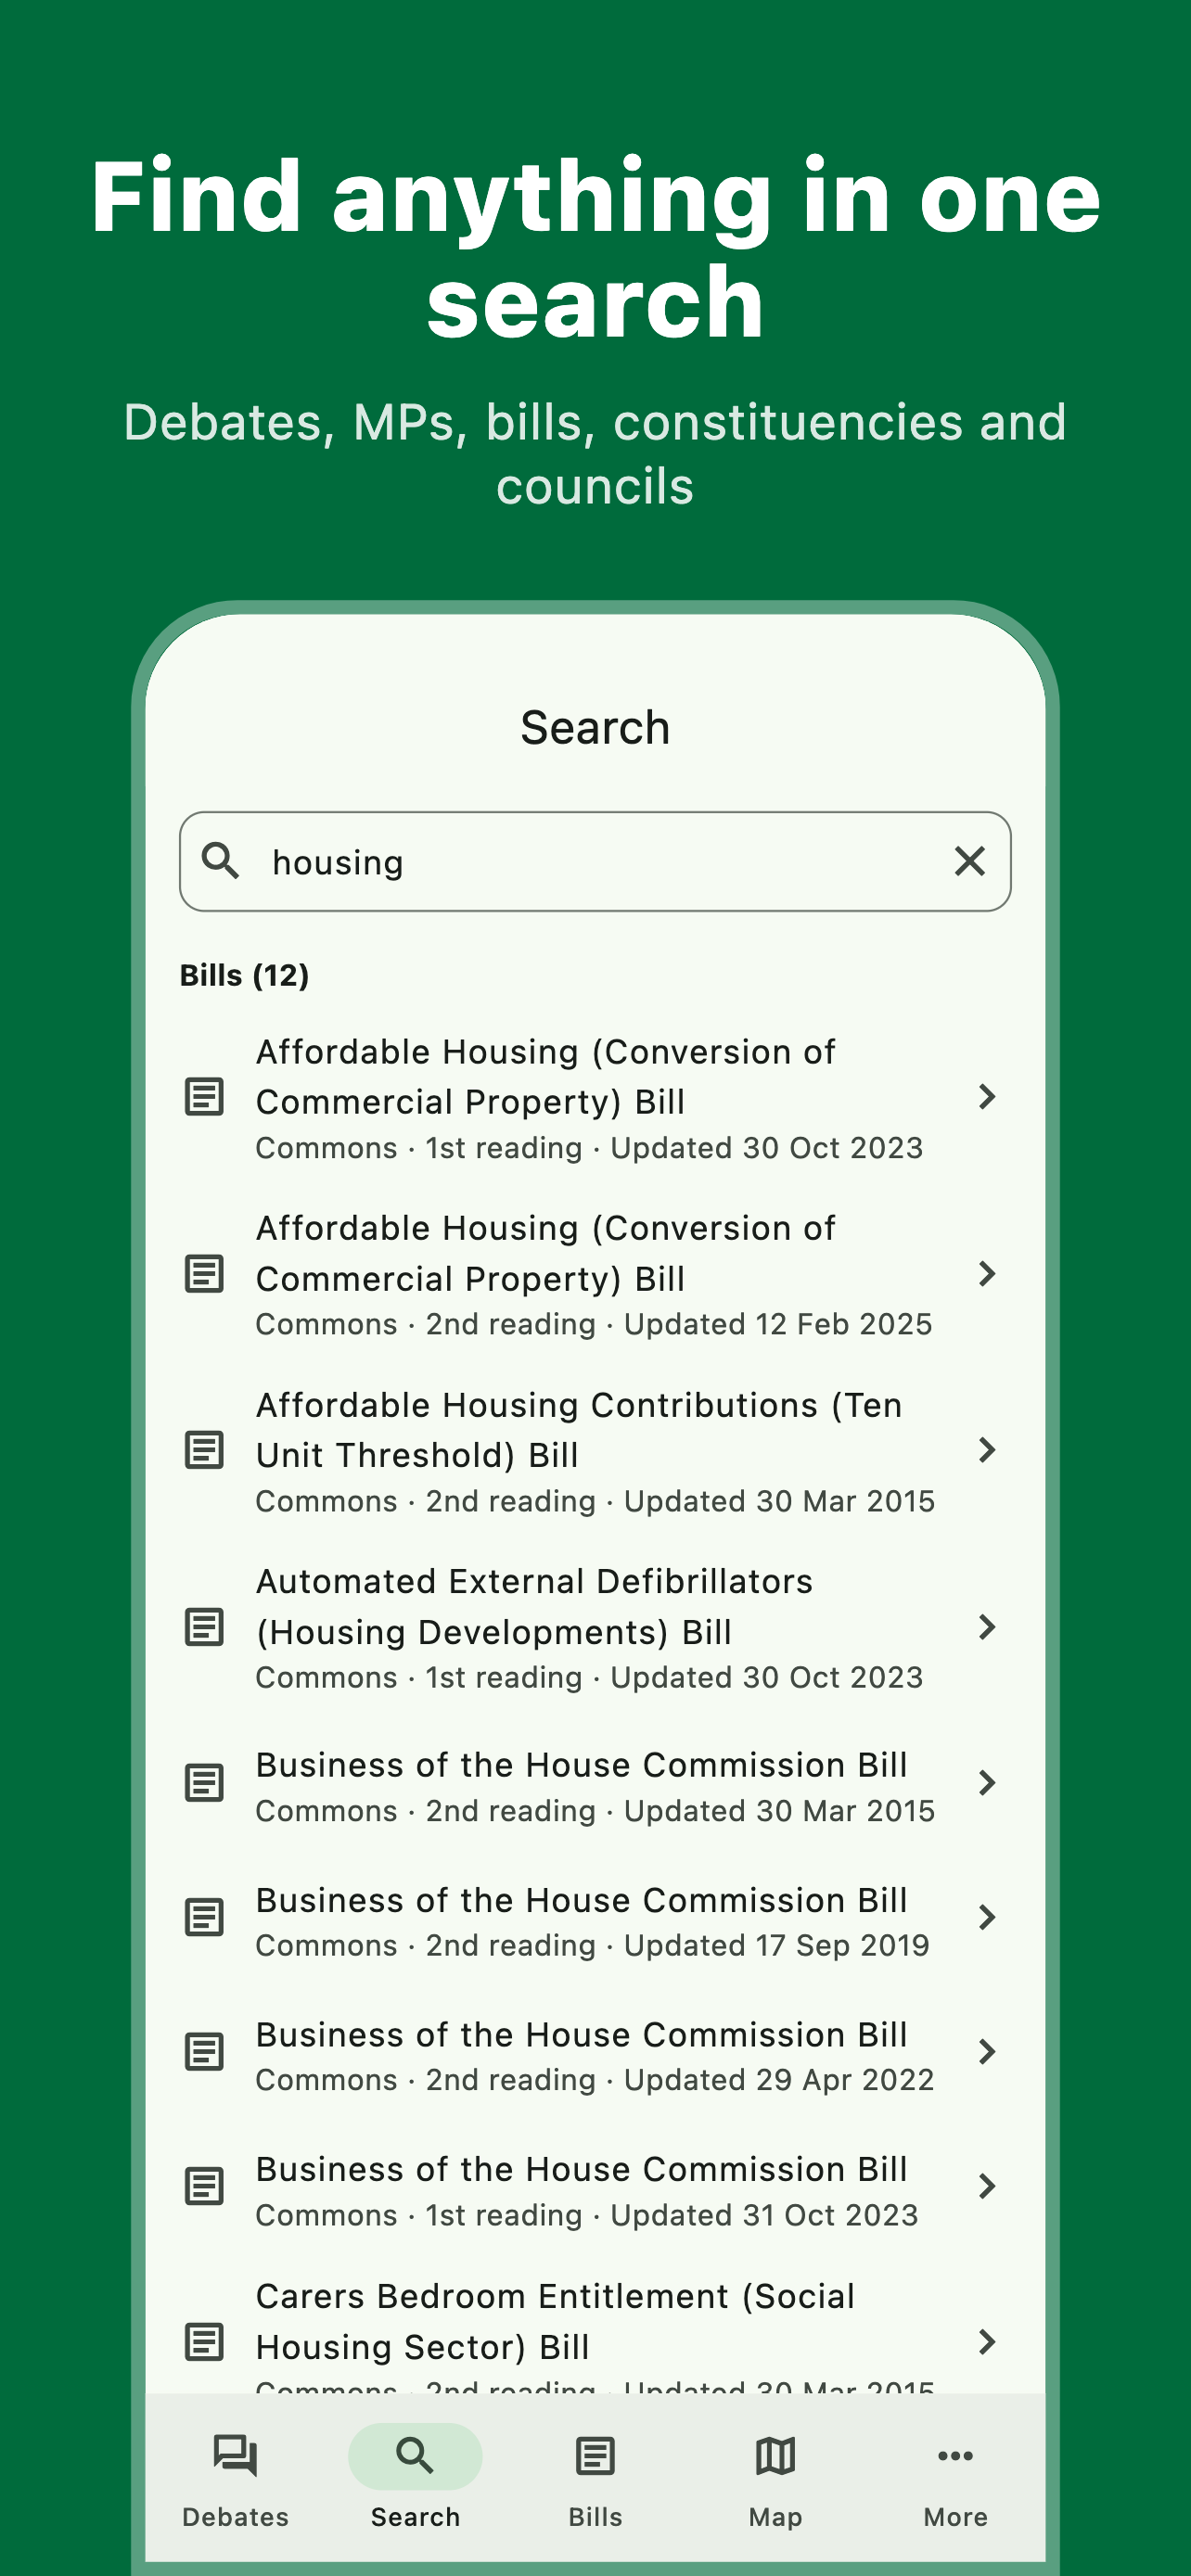 Find anything in one
search
Debates, MPs, bills, constituencies and
councils
Search
housing
Bills (12)
Affordable Housing (Conversion of
Commercial Property) Bill
Commons · 1st reading · Updated 30 Oct 2023
Affordable Housing (Conversion of
Commercial Property) Bill
Commons · 2nd reading · Updated 12 Feb 2025
Affordable Housing Contributions (Ten
Unit Threshold) Bill
Commons · 2nd reading · Updated 30 Mar 2015
Automated External Defibrillators
(Housing Developments) Bill
Commons · 1st reading · Updated 30 Oct 2023
Business of the House Commission Bill
Commons · 2nd reading · Updated 30 Mar 2015
Business of the House Commission Bill
Commons · 2nd reading · Updated 17 Sep 2019
Business of the House Commission Bill
Commons · 2nd reading · Updated 29 Apr 2022
Business of the House Commission Bill
Commons · 1st reading · Updated 31 Oct 2023
Carers Bedroom Entitlement (Social
Housing Sector) Bill
Commons · 2nd reading · Updated 30 Mar 2015
Debates
Search
Bills
Map
More